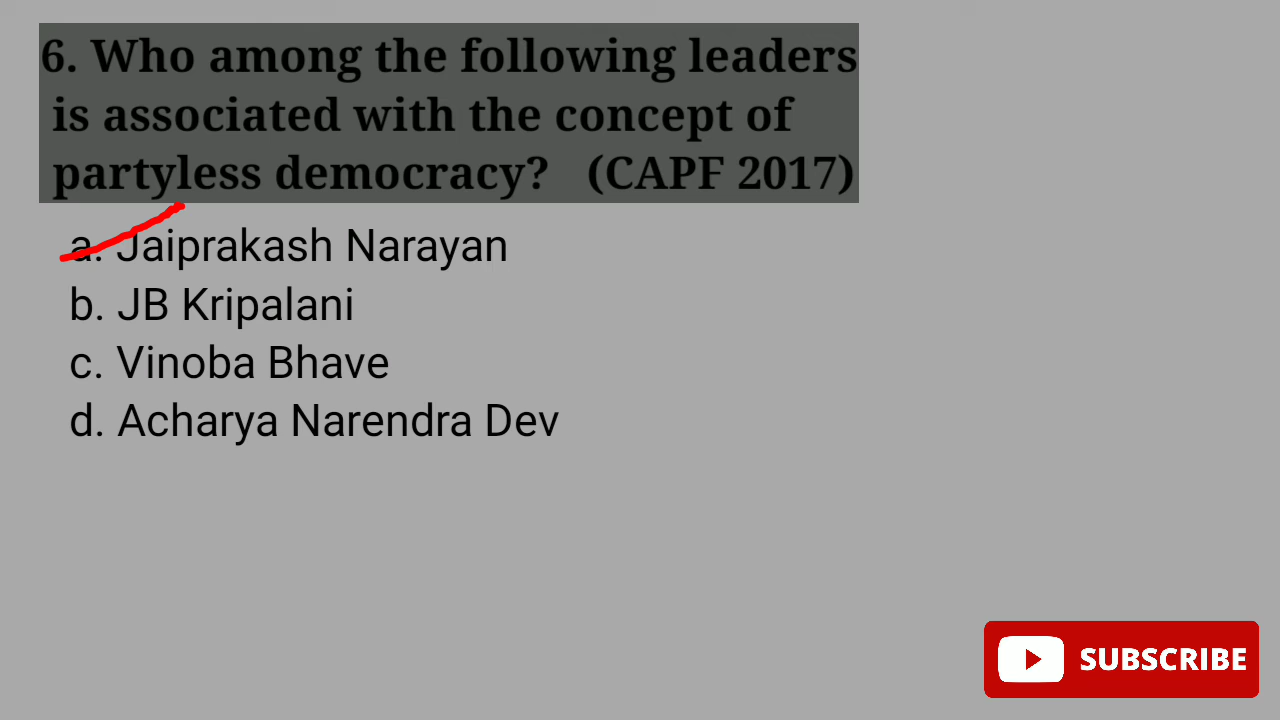 6. Who among the following leaders
is associated with the concept of
partyless democracy? (CAPF 2017)
a. Jaiprakash Narayan
b. JB Kripalani
c. Vinoba Bhave
d. Acharya Narendra Dev
SUBSCRIBE